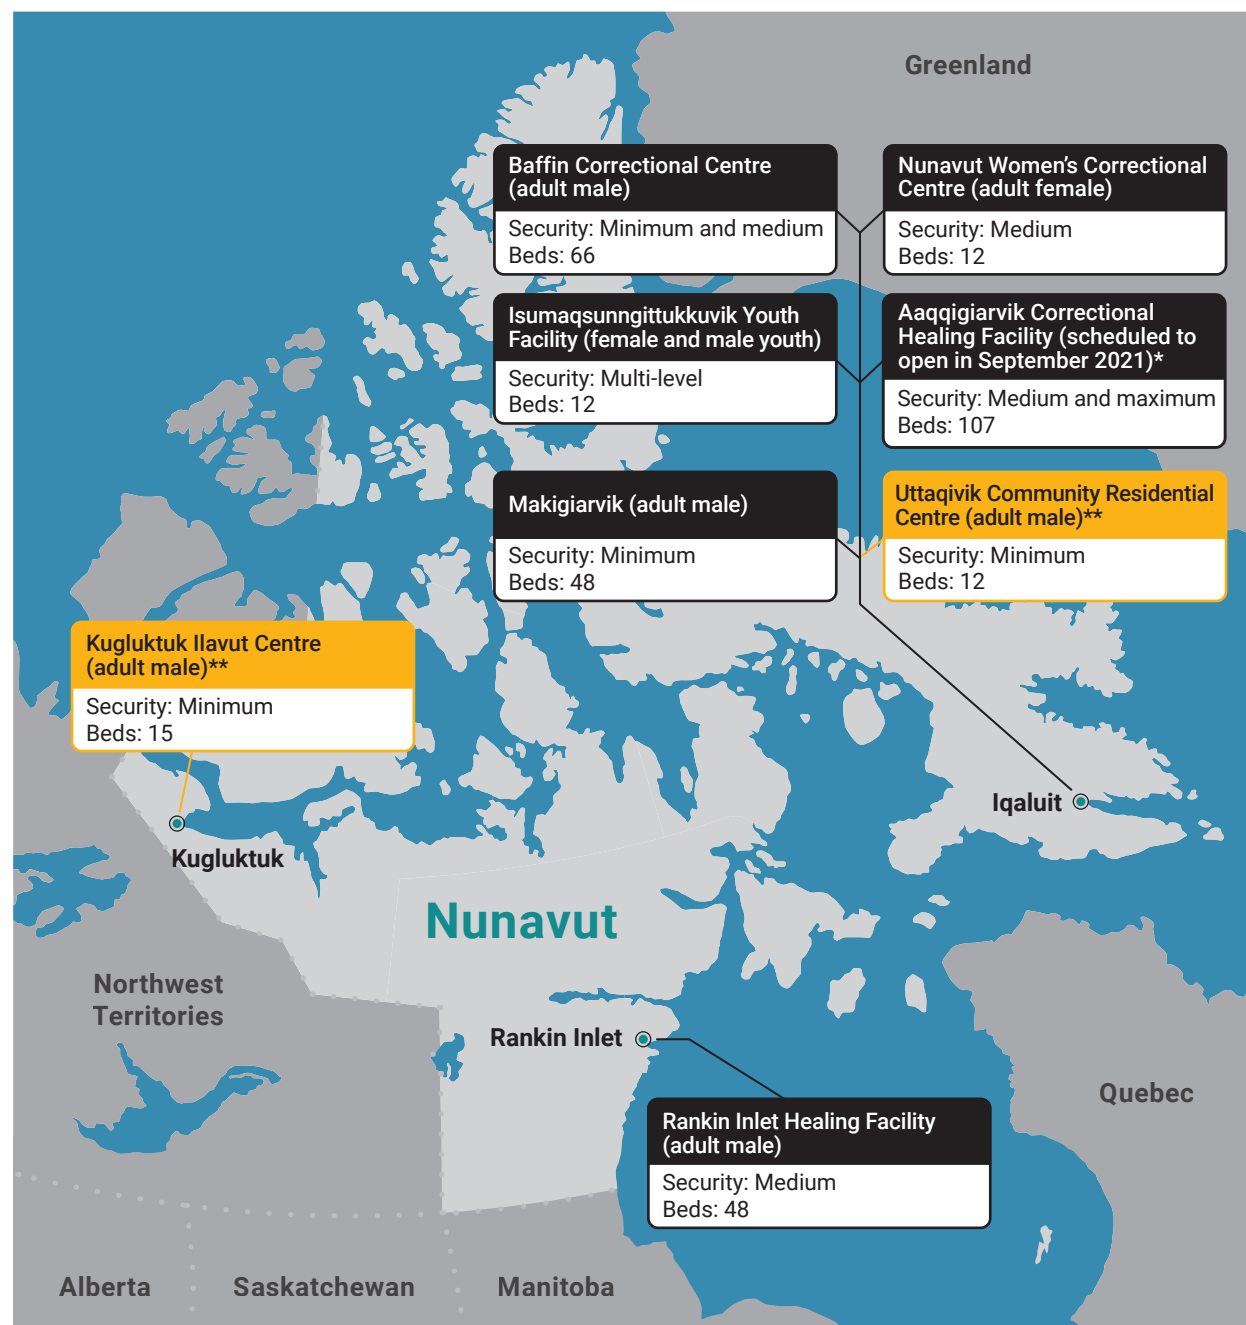 Greenland
Baffin Correctional Centre
(adult male)
Security: Minimum and medium
Beds: 66
Nunavut Women's Correctional
Centre (adult female)
Security: Medium
Beds: 12
Isumaqsunngittukkuvik Youth
Facility (female and male youth)
Security: Multi-level
Beds: 12
Aaqqigiarvik Correctional
Healing Facility (scheduled to
open in September 2021)*
Security: Medium and maximum
Beds: 107
Makigiarvik (adult male)
Security: Minimum
Beds: 48
Uttaqivik Community Residential
Centre (adult male)**
Security: Minimum
Beds: 12
Kugluktuk Ilavut Centre
(adult male)**
Security: Minimum
Beds: 15
Iqaluit
Kugluktuk
Nunavut
Northwest
Territories
Rankin Inlet
Quebec
Rankin Inlet Healing Facility
(adult male)
Security: Medium
Beds: 48
Alberta
Saskatchewan
Manitoba